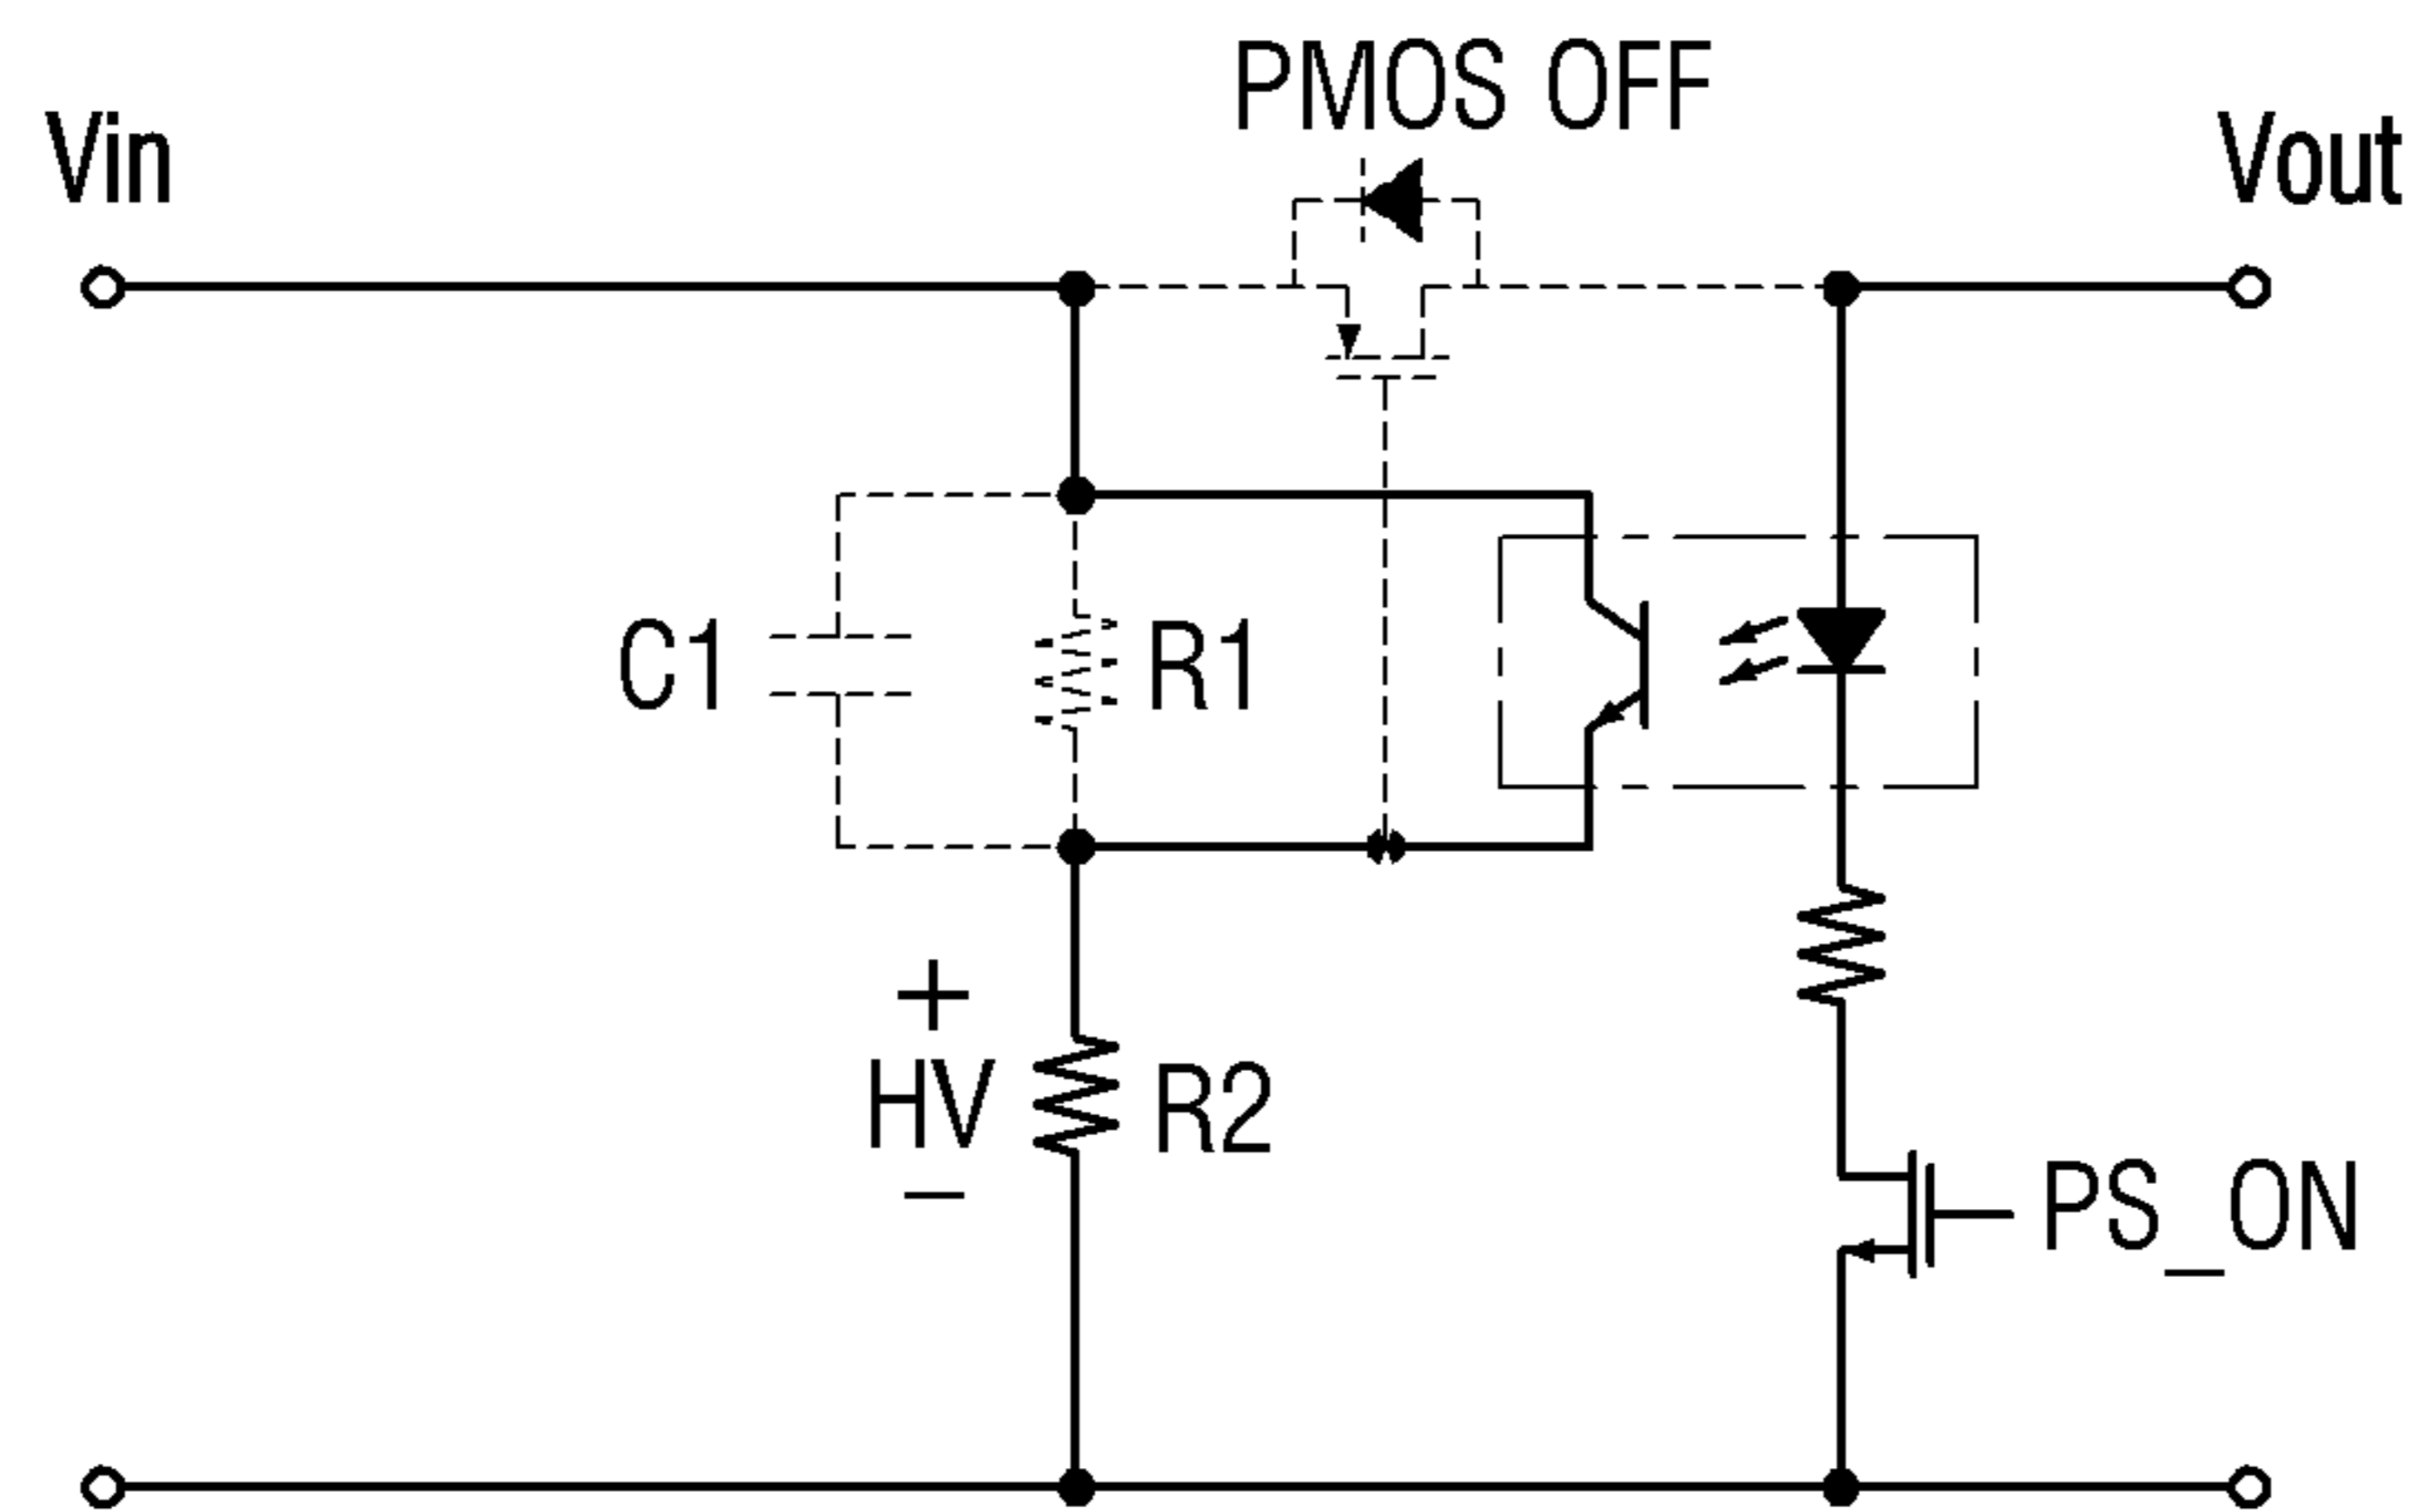 PMOS OFF
Vin
Vout
C1
R1
+
HV
−
R2
PS_ON